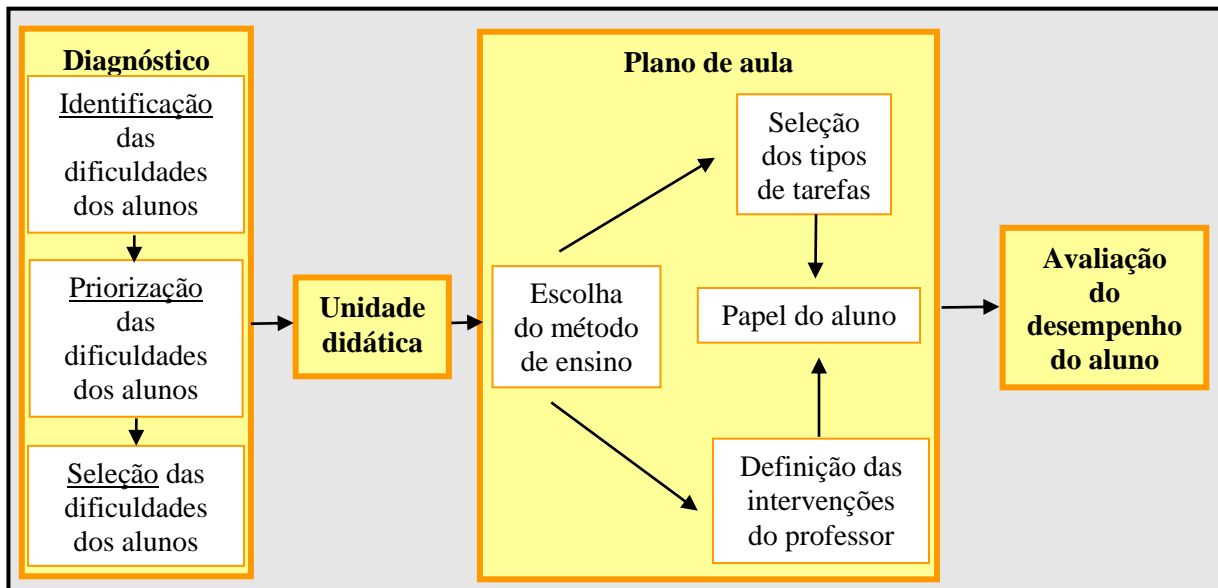 Diagnóstico
Identificação
das
dificuldades
dos alunos
Priorização
das
dificuldades
dos alunos
Seleção das
dificuldades
dos alunos
Unidade
didática
Plano de aula
Escolha
do método
de ensino
Seleção
dos tipos
de tarefas
Papel do aluno
Definição das
intervenções
do professor
Avaliação
do
desempenho
do aluno